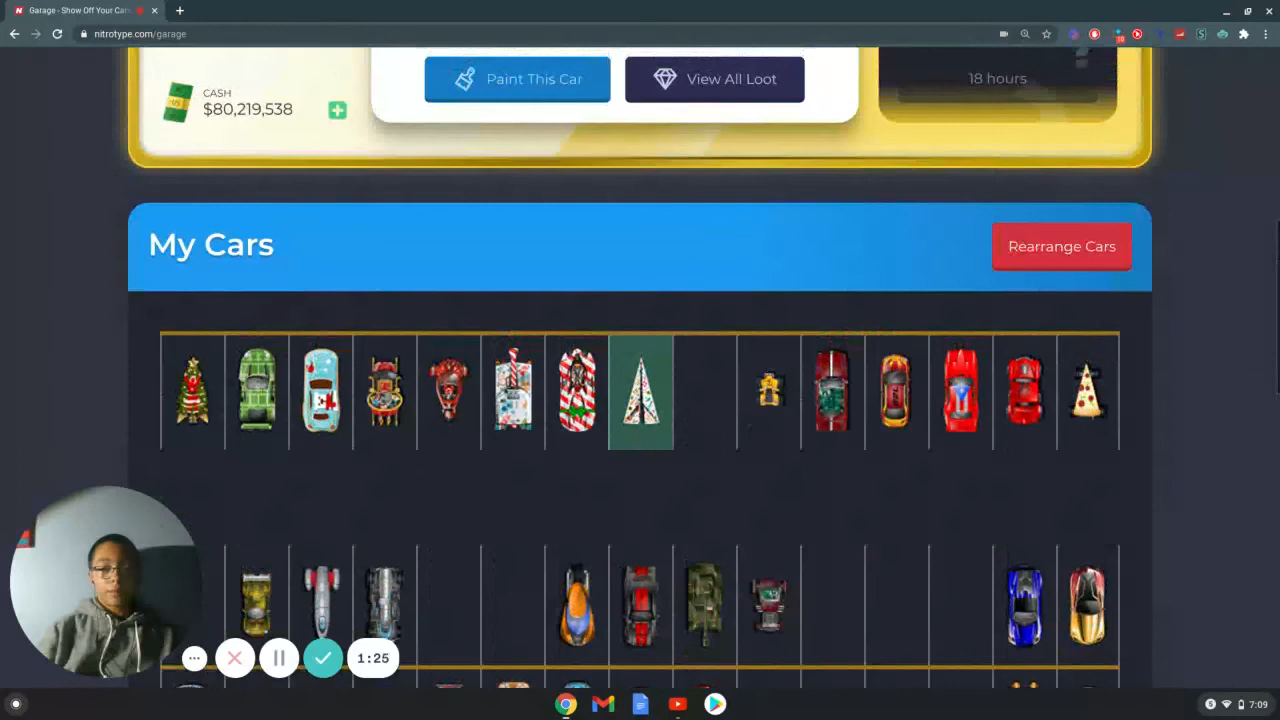 Garage - Show Off Your Car
nitrotype.com/garage
CASH
$80,219,538
Paint This Car
View All Loot
18 hours
My Cars
Rearrange Cars
1:25
7:09